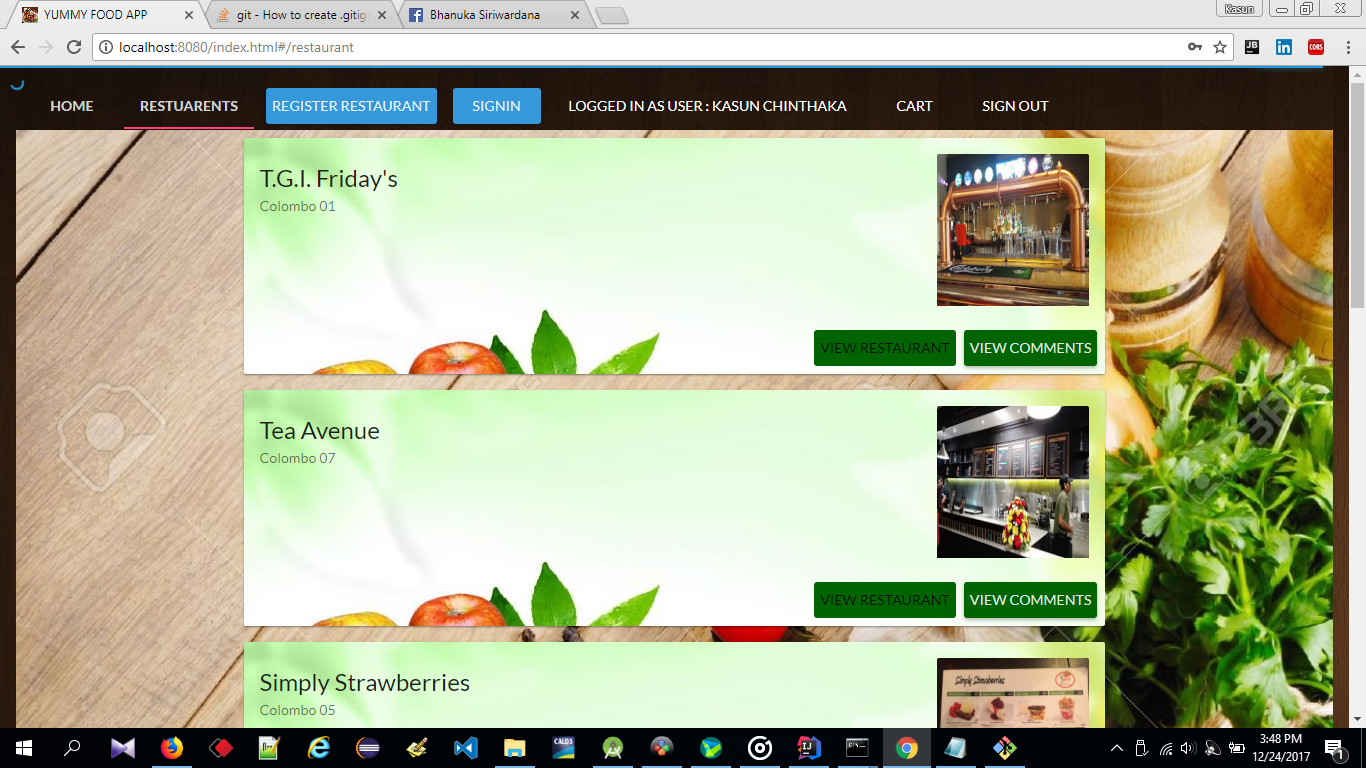 YUMMY FOOD APP
git - How to create .gitig
Bhanuka Siriwardana
Kasun
localhost:8080/index.html#/restaurant
HOME
RESTUARENTS
REGISTER RESTAURANT
SIGNIN
LOGGED IN AS USER : KASUN CHINTHAKA
CART
SIGN OUT
T.G.I. Friday's
Colombo 01
VIEW RESTAURANT
VIEW COMMENTS
Tea Avenue
Colombo 07
VIEW RESTAURANT
VIEW COMMENTS
Simply Strawberries
Colombo 05
Simply Strawberries
3:48 PM
12/24/2017